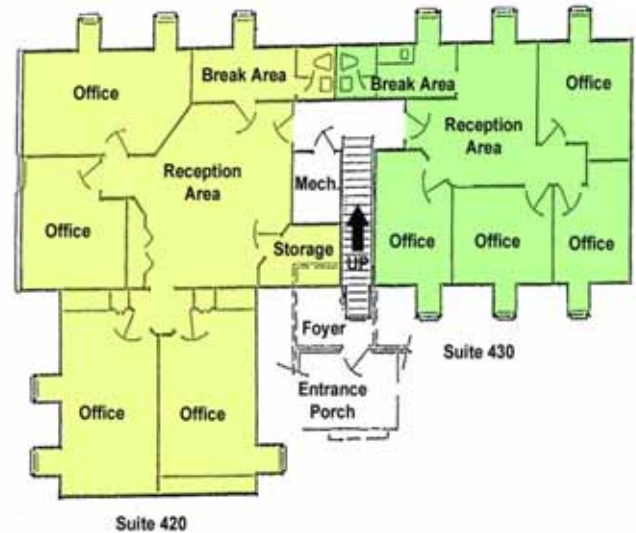 Break Area
Break Area
Office
Office
Reception
Area
Reception
Area
Mech.
Office
Storage
UP
Office
Office
Office
Foyer
Suite 430
Entrance
Porch
Office
Office
Suite 420